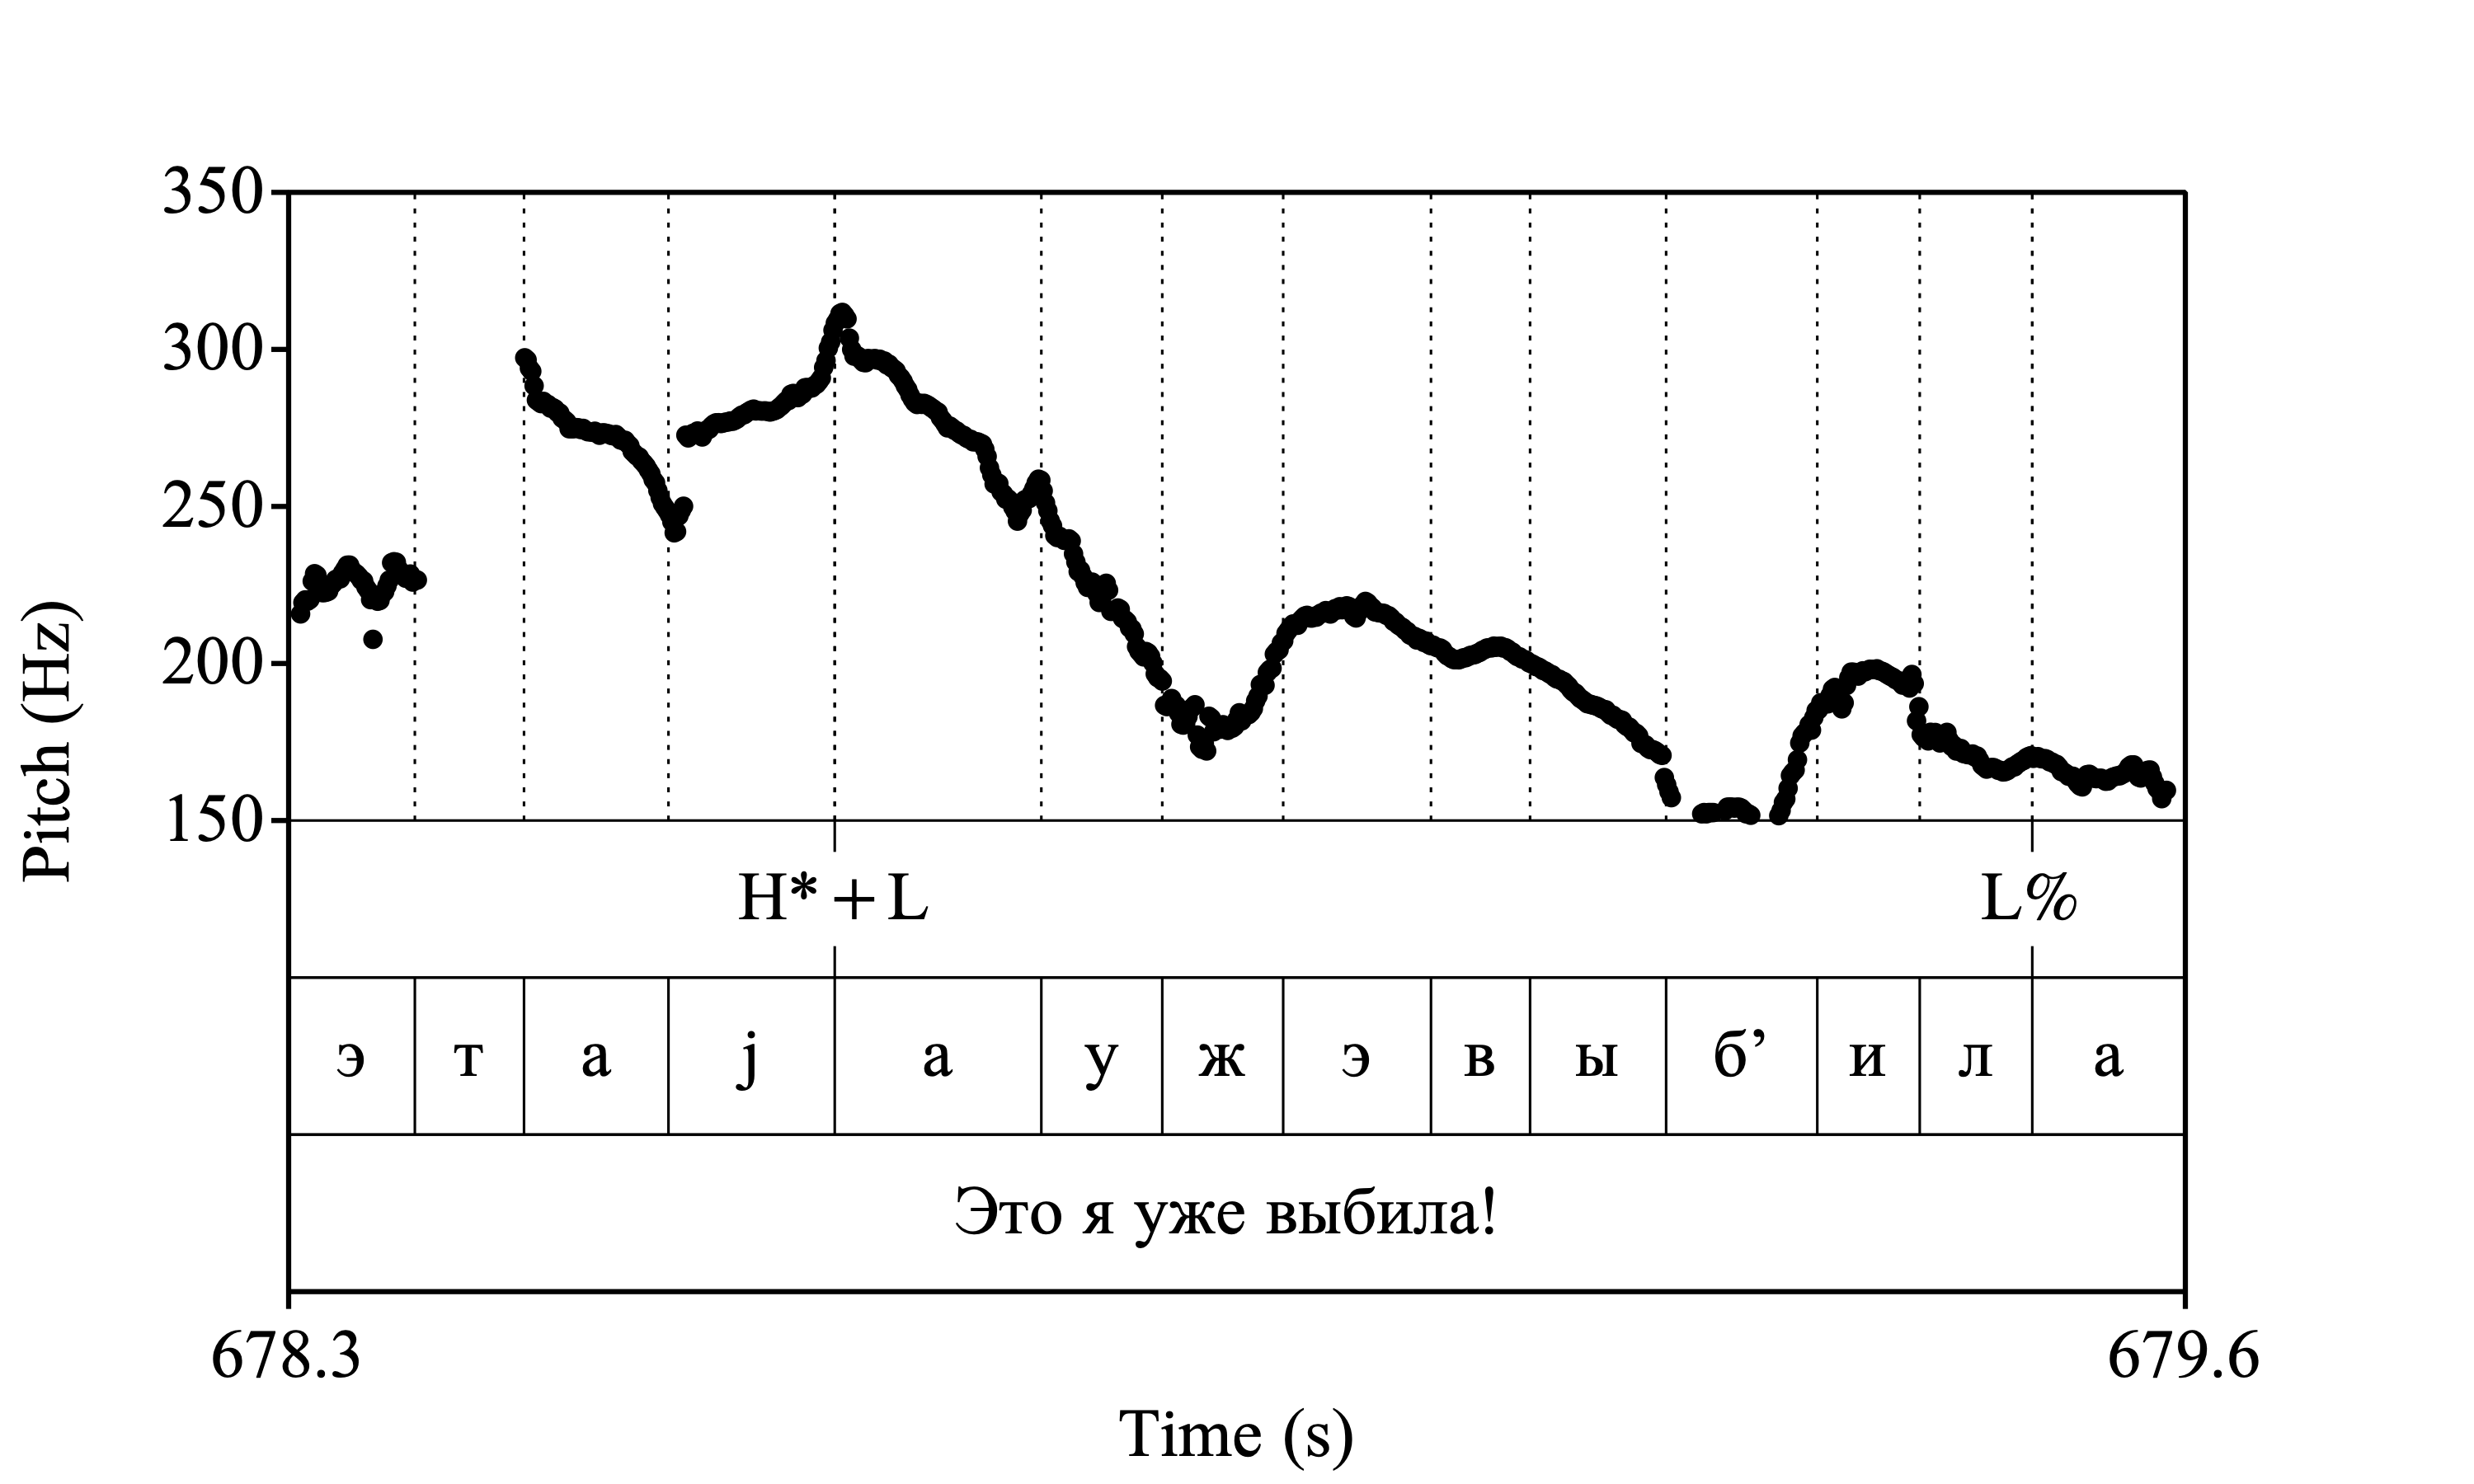 350
300
250
200
150
Pitch (Hz)
H*+L L%
э т а j а у ж э в ы б’ и л а
Это я уже выбила!
678.3 679.6
Time (s)